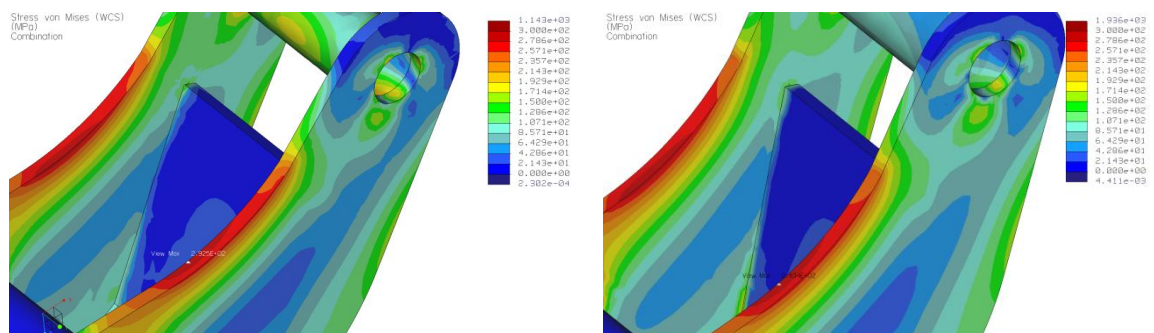 Stress von Mises (WCS)
(MPa)
Combination
1.143e+03
3.000e+02
2.786e+02
2.571e+02
2.357e+02
2.143e+02
1.929e+02
1.714e+02
1.500e+02
1.286e+02
1.071e+02
8.571e+01
6.429e+01
4.286e+01
2.143e+01
0.000e+00
2.302e-04
View Max 2.925E+02
Stress von Mises (WCS)
(MPa)
Combination
1.936e+03
3.000e+02
2.786e+02
2.571e+02
2.357e+02
2.143e+02
1.929e+02
1.714e+02
1.500e+02
1.286e+02
1.071e+02
8.571e+01
6.429e+01
4.286e+01
2.143e+01
0.000e+00
4.411e-03
View Max